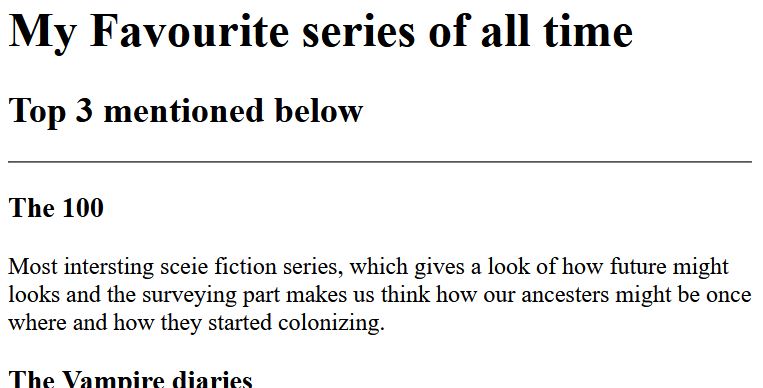 My Favourite series of all time
Top 3 mentioned below
The 100
Most intersting sceie fiction series, which gives a look of how future might
looks and the surveying part makes us think how our ancesters might be once
where and how they started colonizing.
The Vampire diaries